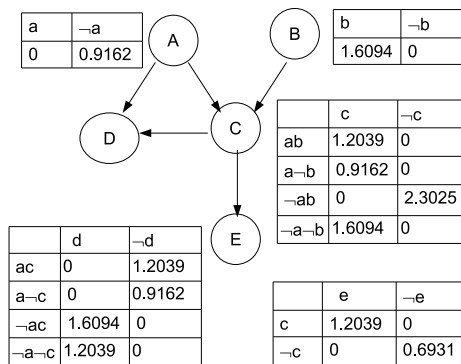 a ¬a
0 0.9162
A
B
b ¬b
1.6094 0
D
C
E
c ¬c
ab 1.2039 0
a¬b 0.9162 0
¬ab 0 2.3025
¬a¬b 1.6094 0
d ¬d
ac 0 1.2039
a¬c 0 0.9162
¬ac 1.6094 0
¬a¬c 1.2039 0
e ¬e
c 1.2039 0
¬c 0 0.6931